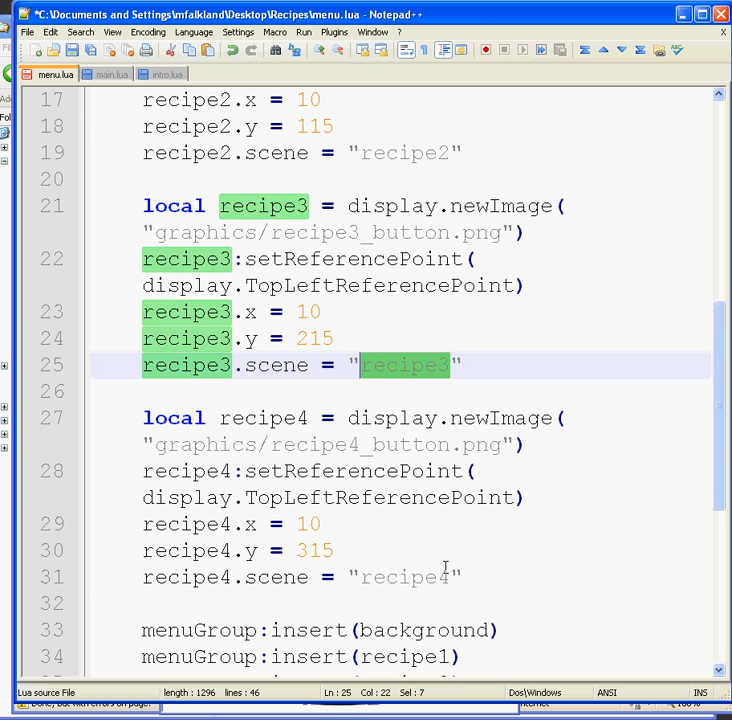 *C:\Documents and Settings\mfalkland\Desktop\Recipes\menu.lua - Notepad++
File Edit Search View Encoding Language Settings Macro Run Plugins Window ? X
menu.lua main.lua intro.lua
17 recipe2.x = 10
18 recipe2.y = 115
19 recipe2.scene = "recipe2"
20
21 local recipe3 = display.newImage(
"graphics/recipe3_button.png")
22 recipe3:setReferencePoint(
display.TopLeftReferencePoint)
23 recipe3.x = 10
24 recipe3.y = 215
25 recipe3.scene = "recipe3"
26
27 local recipe4 = display.newImage(
"graphics/recipe4_button.png")
28 recipe4:setReferencePoint(
display.TopLeftReferencePoint)
29 recipe4.x = 10
30 recipe4.y = 315
31 recipe4.scene = "recipe4"
32
33 menuGroup:insert(background)
34 menuGroup:insert(recipe1)
Lua source File length : 1296 lines : 46 Ln : 25 Col : 22 Sel : 7 Dos\Windows ANSI INS